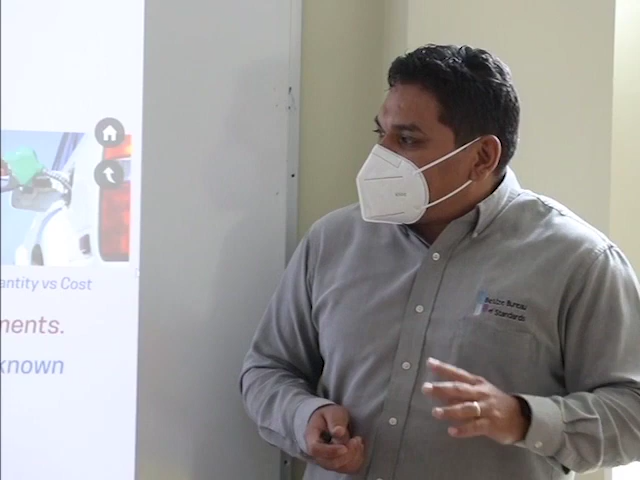 antity vs Cost
ments.
known
Belize Bureau
of Standards